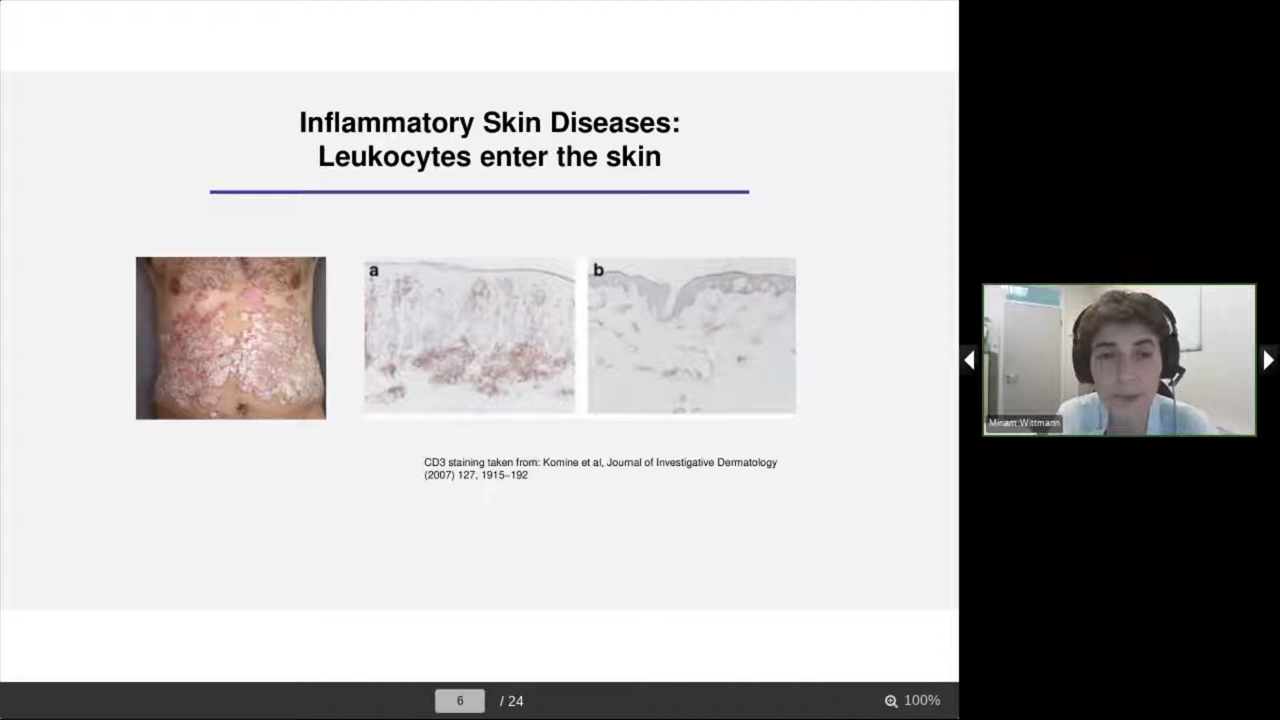 Inflammatory Skin Diseases:
Leukocytes enter the skin
a
b
CD3 staining taken from: Komine et al, Journal of Investigative Dermatology
(2007) 127, 1915–192
Miriam Wittmann
6 / 24
100%